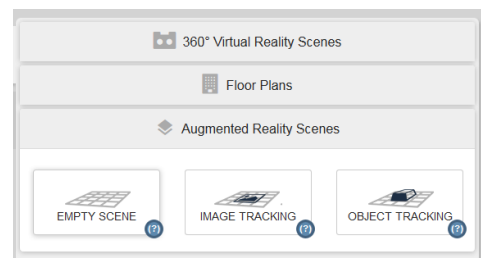 360° Virtual Reality Scenes
Floor Plans
Augmented Reality Scenes
EMPTY SCENE
(?)
IMAGE TRACKING
(?)
OBJECT TRACKING
(?)